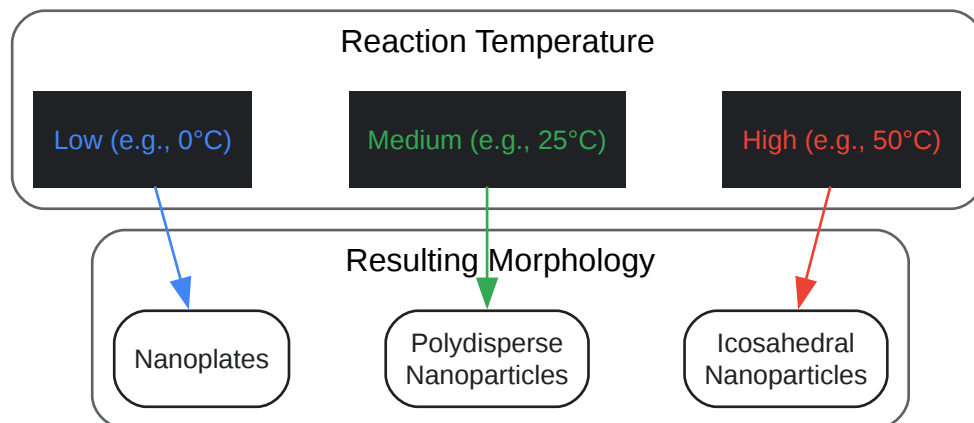 Reaction Temperature
Low (e.g., 0°C)
Medium (e.g., 25°C)
High (e.g., 50°C)
Resulting Morphology
Nanoplates
Polydisperse
Nanoparticles
Icosahedral
Nanoparticles